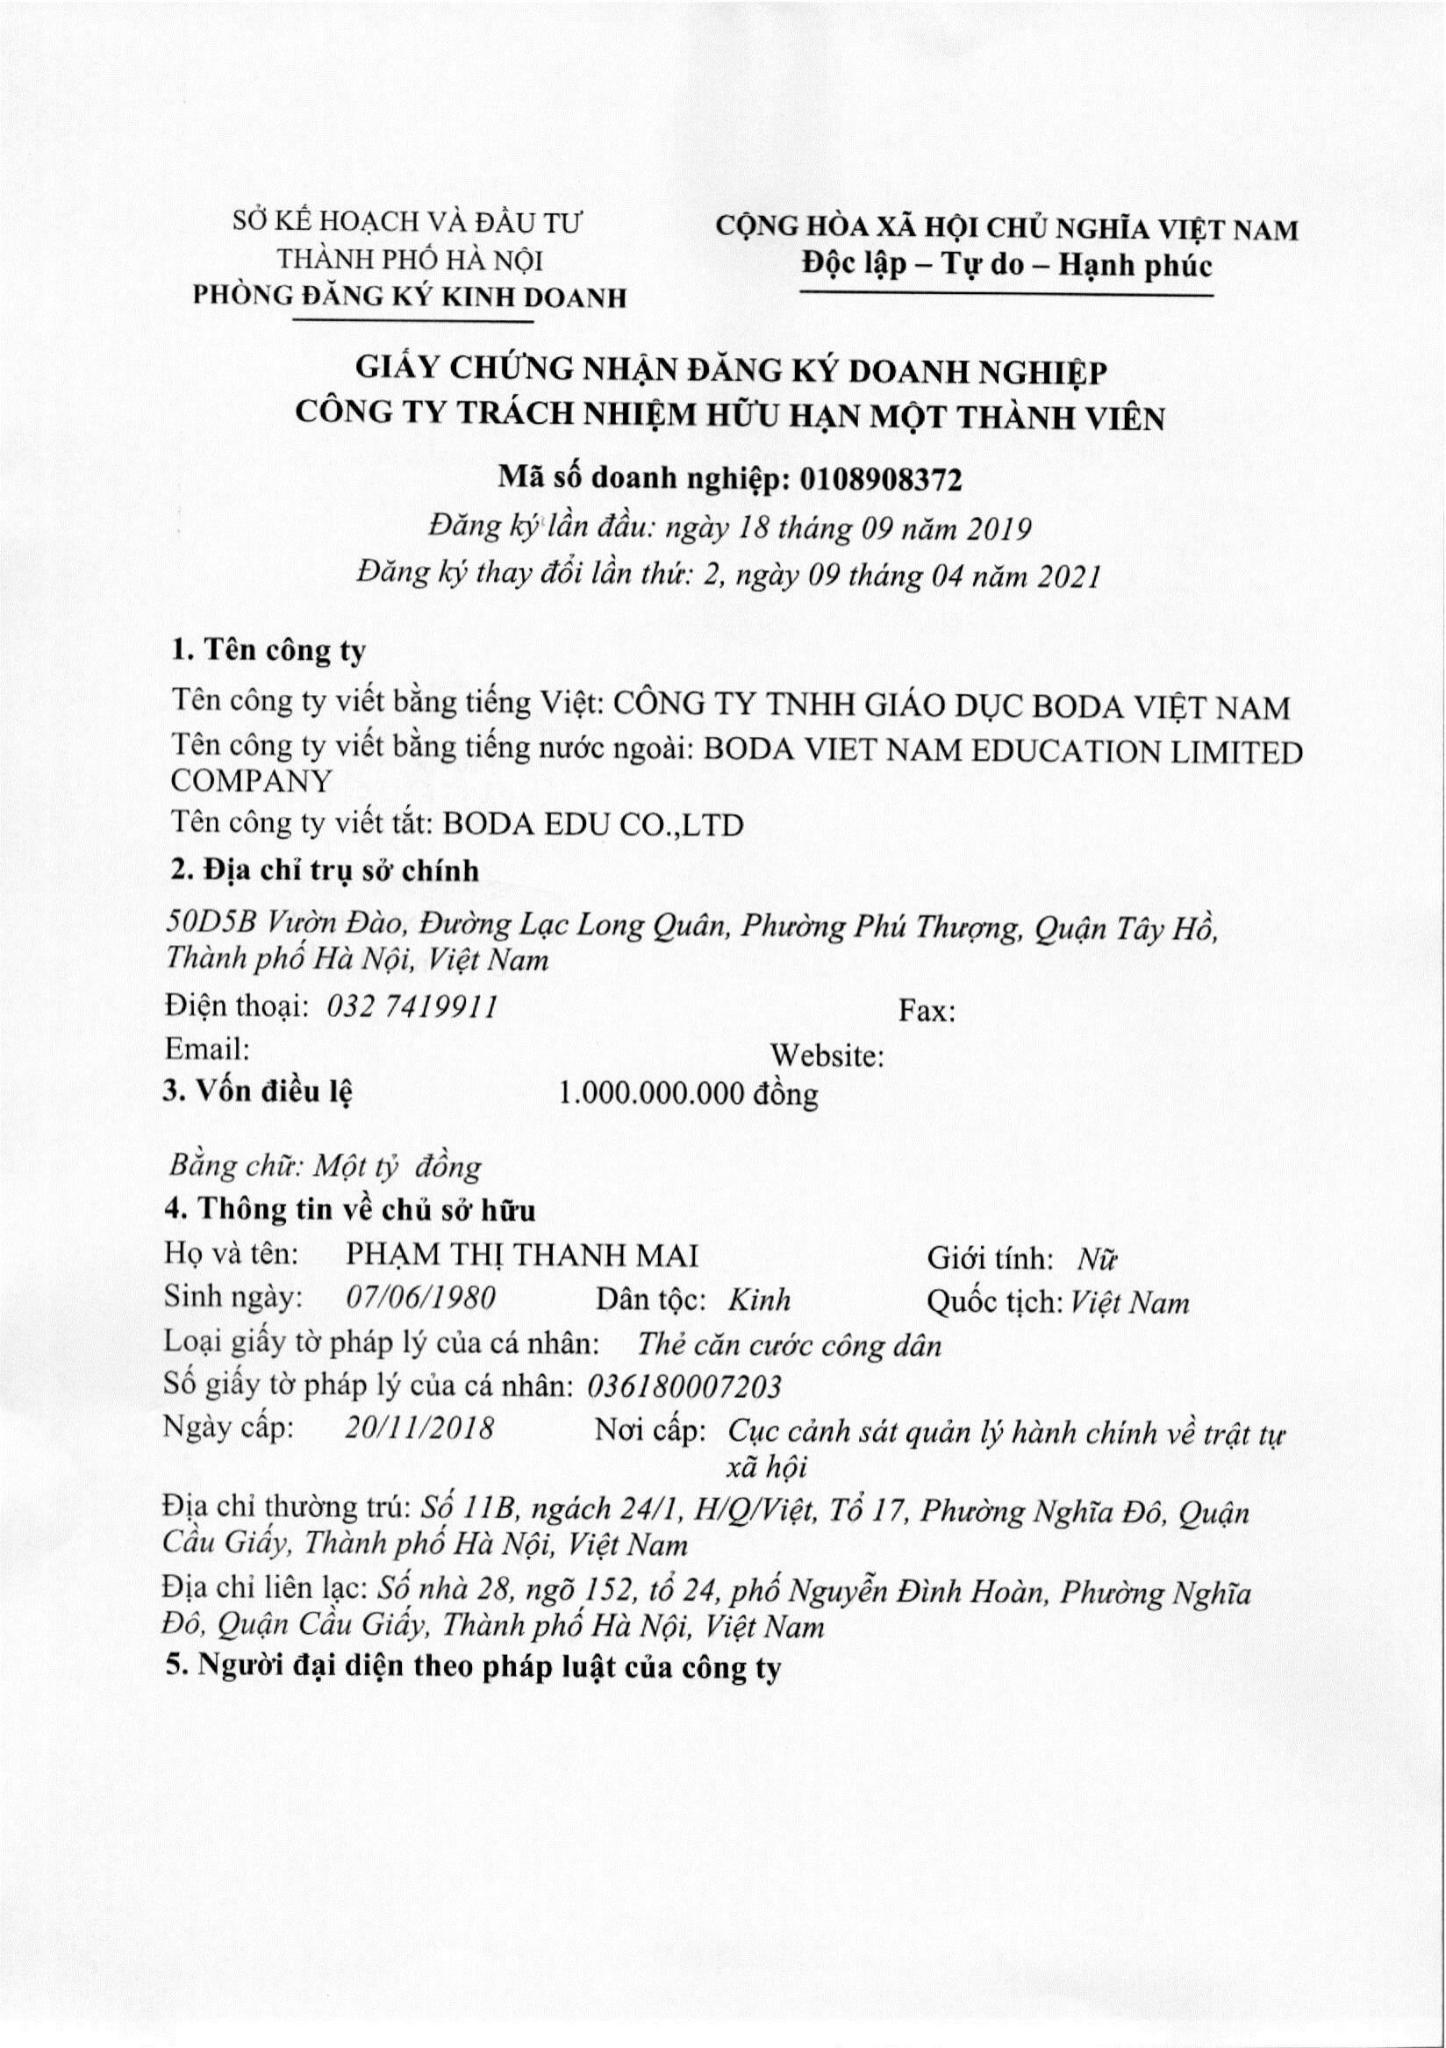 SỞ KẾ HOẠCH VÀ ĐẦU TƯ
THÀNH PHỐ HÀ NỘI
PHÒNG ĐĂNG KÝ KINH DOANH
CỘNG HÒA XÃ HỘI CHỦ NGHĨA VIỆT NAM
Độc lập – Tự do – Hạnh phúc
GIẤY CHỨNG NHẬN ĐĂNG KÝ DOANH NGHIỆP
CÔNG TY TRÁCH NHIỆM HỮU HẠN MỘT THÀNH VIÊN
Mã số doanh nghiệp: 0108908372
Đăng ký lần đầu: ngày 18 tháng 09 năm 2019
Đăng ký thay đổi lần thứ: 2, ngày 09 tháng 04 năm 2021
1. Tên công ty
Tên công ty viết bằng tiếng Việt: CÔNG TY TNHH GIÁO DỤC BODA VIỆT NAM
Tên công ty viết bằng tiếng nước ngoài: BODA VIET NAM EDUCATION LIMITED
COMPANY
Tên công ty viết tắt: BODA EDU CO.,LTD
2. Địa chỉ trụ sở chính
50D5B Vườn Đào, Đường Lạc Long Quân, Phường Phú Thượng, Quận Tây Hồ,
Thành phố Hà Nội, Việt Nam
Điện thoại: 032 7419911 Fax:
Email: Website:
3. Vốn điều lệ 1.000.000.000 đồng
Bằng chữ: Một tỷ đồng
4. Thông tin về chủ sở hữu
Họ và tên: PHẠM THỊ THANH MAI Giới tính: Nữ
Sinh ngày: 07/06/1980 Dân tộc: Kinh Quốc tịch: Việt Nam
Loại giấy tờ pháp lý của cá nhân: Thẻ căn cước công dân
Số giấy tờ pháp lý của cá nhân: 036180007203
Ngày cấp: 20/11/2018 Nơi cấp: Cục cảnh sát quản lý hành chính về trật tự
xã hội
Địa chỉ thường trú: Số 11B, ngách 24/1, H/Q/Việt, Tổ 17, Phường Nghĩa Đô, Quận
Cầu Giấy, Thành phố Hà Nội, Việt Nam
Địa chỉ liên lạc: Số nhà 28, ngõ 152, tổ 24, phố Nguyễn Đình Hoàn, Phường Nghĩa
Đô, Quận Cầu Giấy, Thành phố Hà Nội, Việt Nam
5. Người đại diện theo pháp luật của công ty